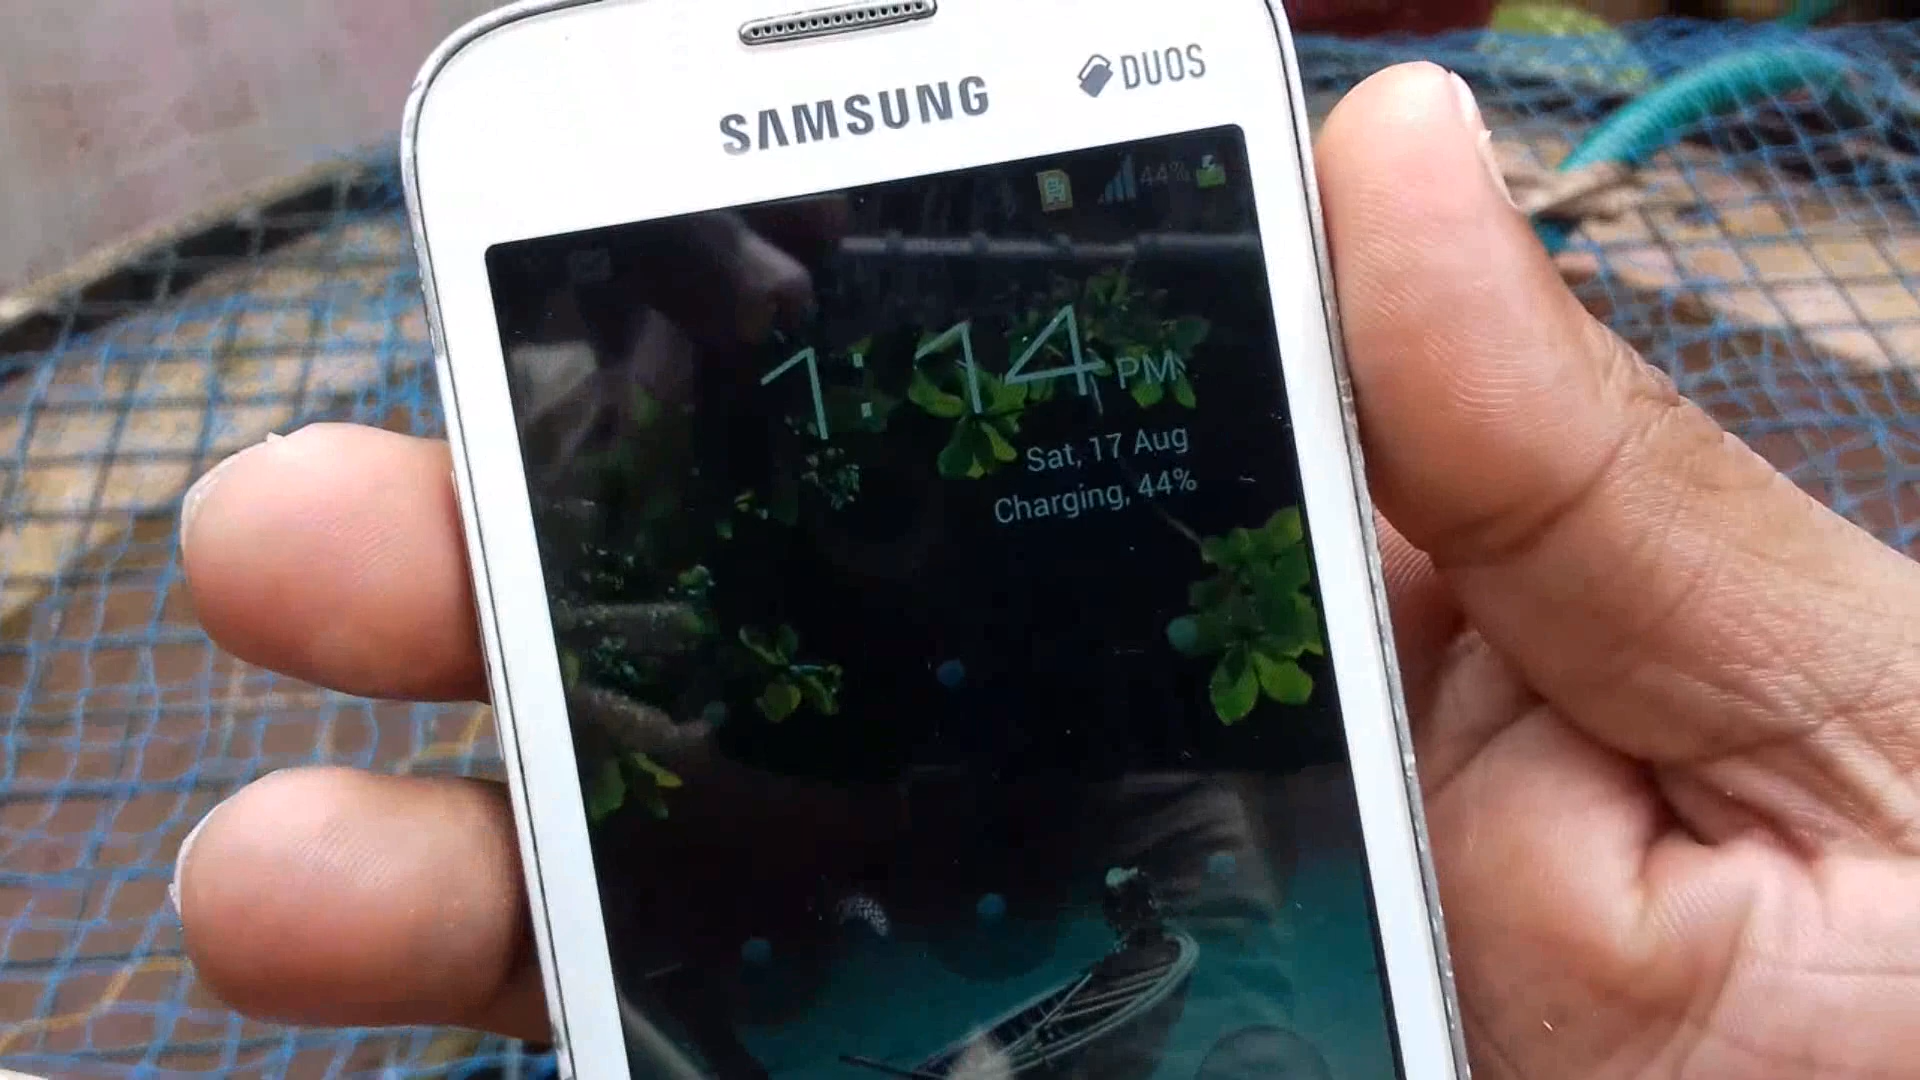 SAMSUNG
DUOS
44%
1:14 PM
Sat, 17 Aug
Charging, 44%